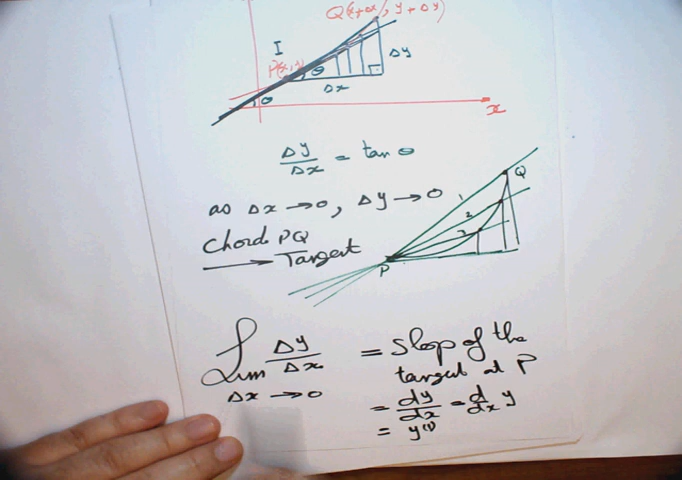 Q(x+Δx, y+Δy)
I
P(x, y)
θ
Δy
θ
Δx
x
Δy/Δx = tan θ
as Δx → 0, Δy → 0
Chord PQ
→ Tangent
Q
1
2
3
P
Lim Δy/Δx = Slop of the
Δx → 0
tangent at P
= dy/dx = d/dx y
= y⁽¹⁾